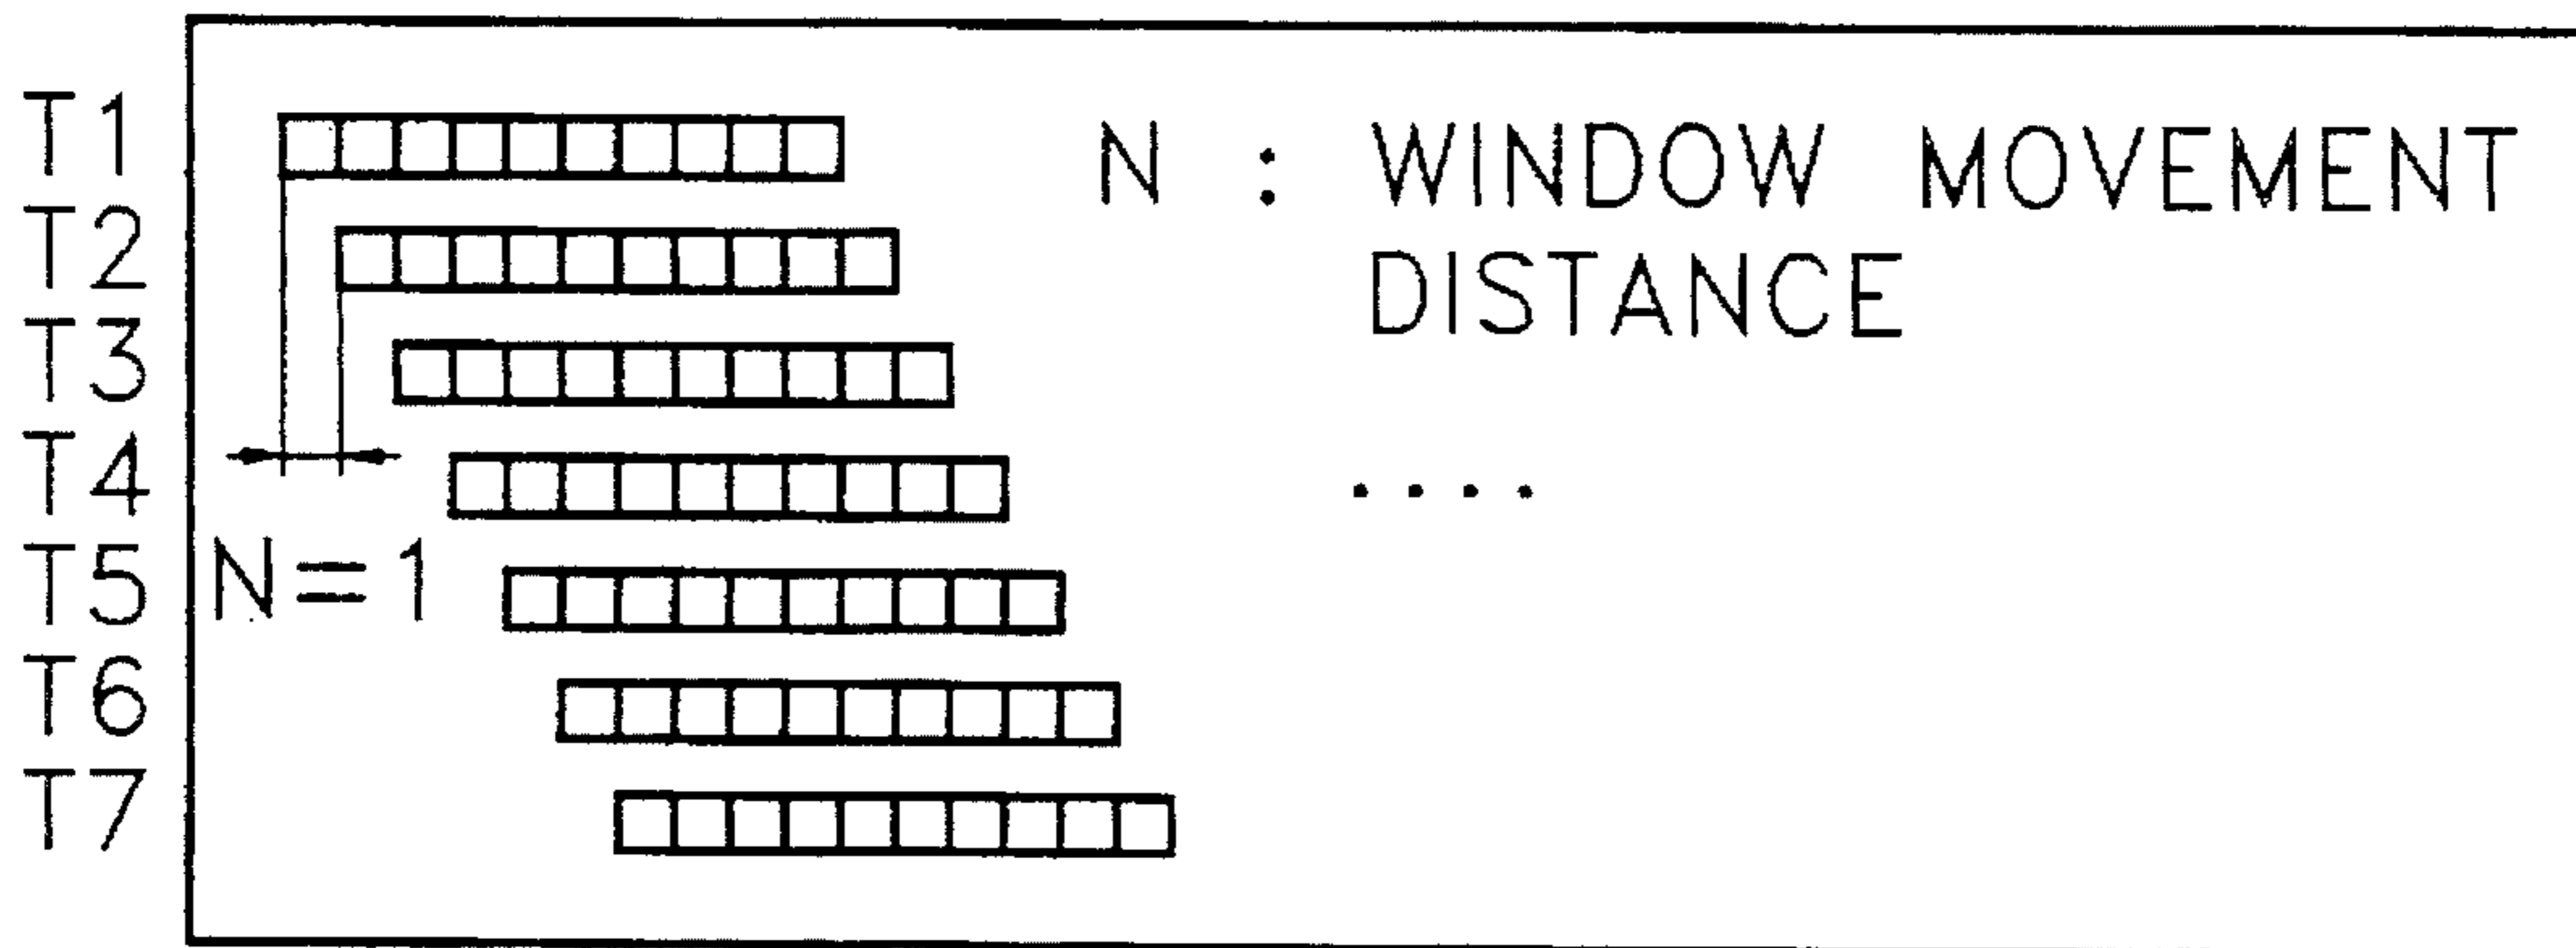 T1
N : WINDOW MOVEMENT
T2
DISTANCE
T3
T4
. . . .
T5
N=1
T6
T7